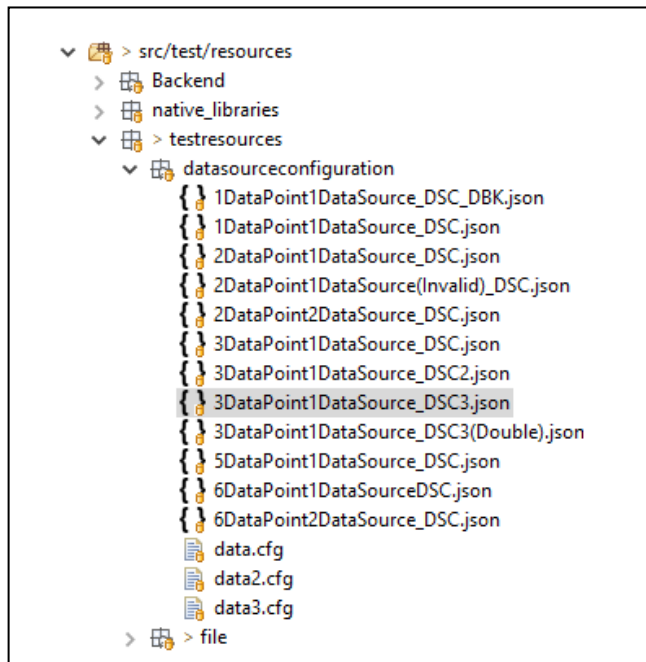 > src/test/resources
Backend
native_libraries
> testresources
datasourceconfiguration
1DataPoint1DataSource_DSC_DBK.json
1DataPoint1DataSource_DSC.json
2DataPoint1DataSource_DSC.json
2DataPoint1DataSource(Invalid)_DSC.json
2DataPoint2DataSource_DSC.json
3DataPoint1DataSource_DSC.json
3DataPoint1DataSource_DSC2.json
3DataPoint1DataSource_DSC3.json
3DataPoint1DataSource_DSC3(Double).json
5DataPoint1DataSource_DSC.json
6DataPoint1DataSourceDSC.json
6DataPoint2DataSource_DSC.json
data.cfg
data2.cfg
data3.cfg
> file